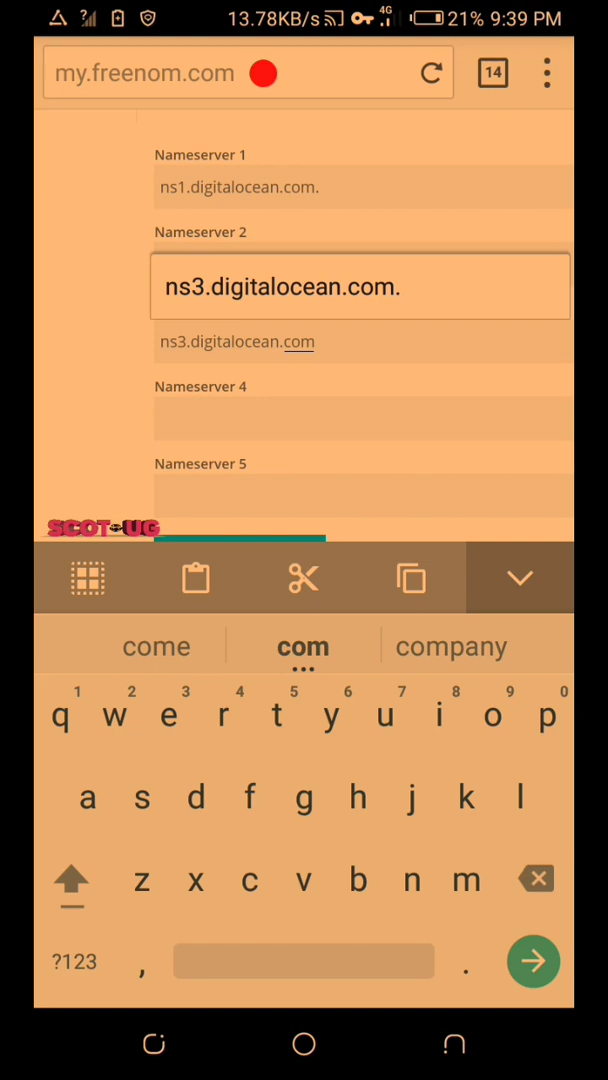 13.78KB/s 4G 21% 9:39 PM
my.freenom.com 14
Nameserver 1
ns1.digitalocean.com.
Nameserver 2
ns3.digitalocean.com.
ns3.digitalocean.com
Nameserver 4
Nameserver 5
SCOT-UG
come com company
1 2 3 4 5 6 7 8 9 0
q w e r t y u i o p
a s d f g h j k l
z x c v b n m
?123 , .